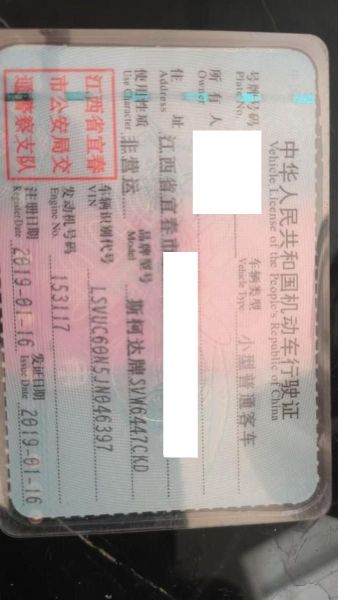 中华人民共和国机动车行驶证
Vehicle License of the People's Republic of China
号牌号码
Plate No.
车辆类型
Vehicle Type
小型普通客车
所有人
Owner
住址
Address
江西省宜春市
使用性质
Use Character
非营运
品牌型号
Model
斯柯达牌SVW6447CKD
江西省宜春
市公安局交
通警察支队
车辆识别代号
VIN
LSVUC60N5JN046397
发动机号码
Engine No.
153117
注册日期
Register Date
2019-01-16
发证日期
Issue Date
2019-01-16